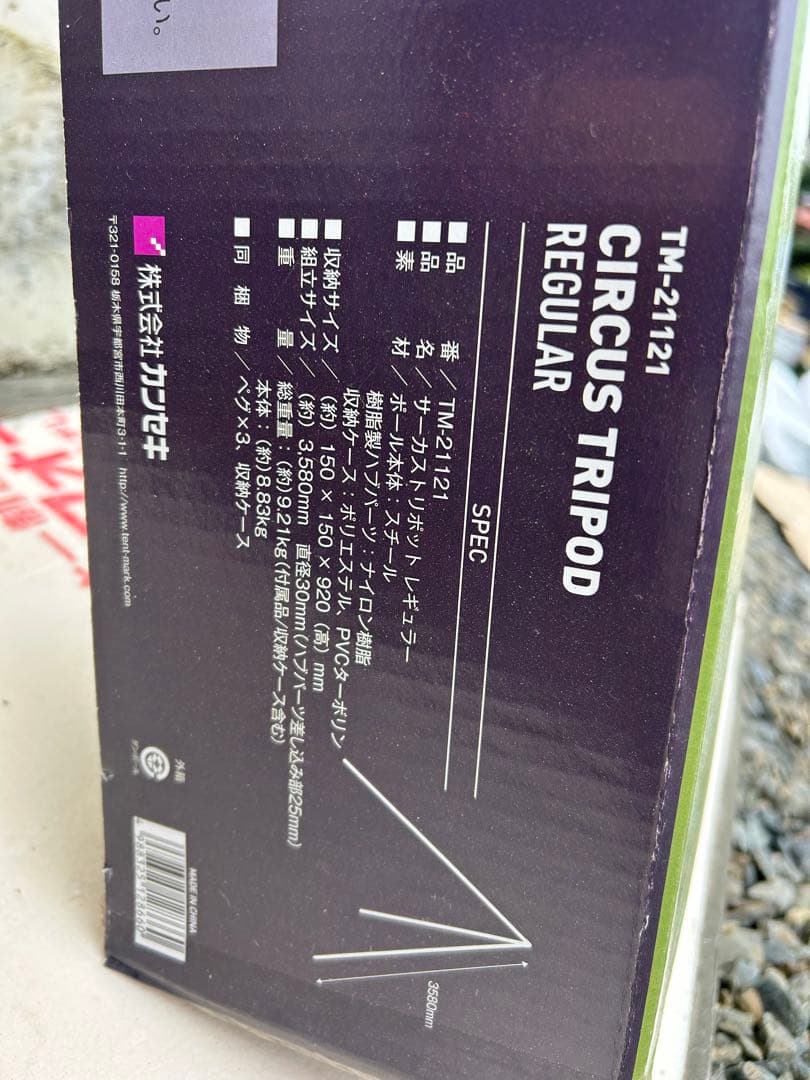 い。
TM-21121
CIRCUS TRIPOD
REGULAR
SPEC
■品番／TM-21121
■品名／サーカストリポット レギュラー
■素材／ポール本体：スチール
樹脂製ハブパーツ：ナイロン樹脂
収納ケース：ポリエステル, PVCターポリン
■収納サイズ／（約）150×150×920（高）mm
■組立サイズ／（約）3.580mm 直径30mm（ハブパーツ差し込み部25mm）
■重量／総重量：（約）9.21kg（付属品/収納ケース含む）
本体：（約）8.83kg
■同梱物／ペグ×3, 収納ケース
3580mm
株式会社カンセキ
〒321-0158 栃木県宇都宮市西川田本町3-1-1 http://www.tent-mark.com
外箱
ダンボール
MADE IN CHINA